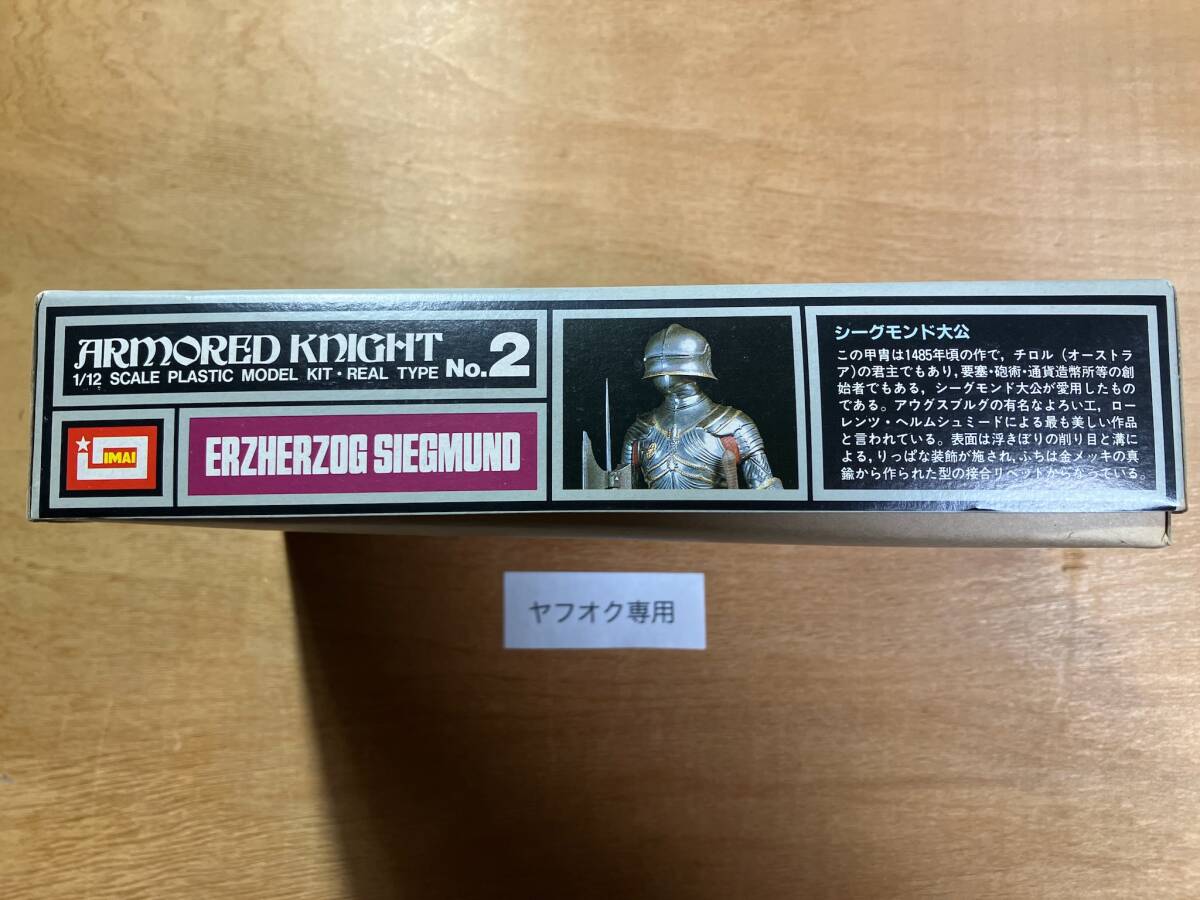 ARMORED KNIGHT
1/12 SCALE PLASTIC MODEL KIT・REAL TYPE No.2
IMAI
ERZHERZOG SIEGMUND
シーグモンド大公
この甲冑は1485年頃の作で，チロル（オーストラ
ア）の君主でもあり，要塞・砲術・通貨造幣所等の創
始者でもある，シーグモンド大公が愛用したもの
である。アウグスブルグの有名なよろい工，ロー
レンツ・ヘルムシュミードによる最も美しい作品
と言われている。表面は浮きぼりの削り目と溝に
よる，りっぱな装飾が施され，ふちは金メッキの真
鍮から作られた型の接合リベットからなっている。
ヤフオク専用